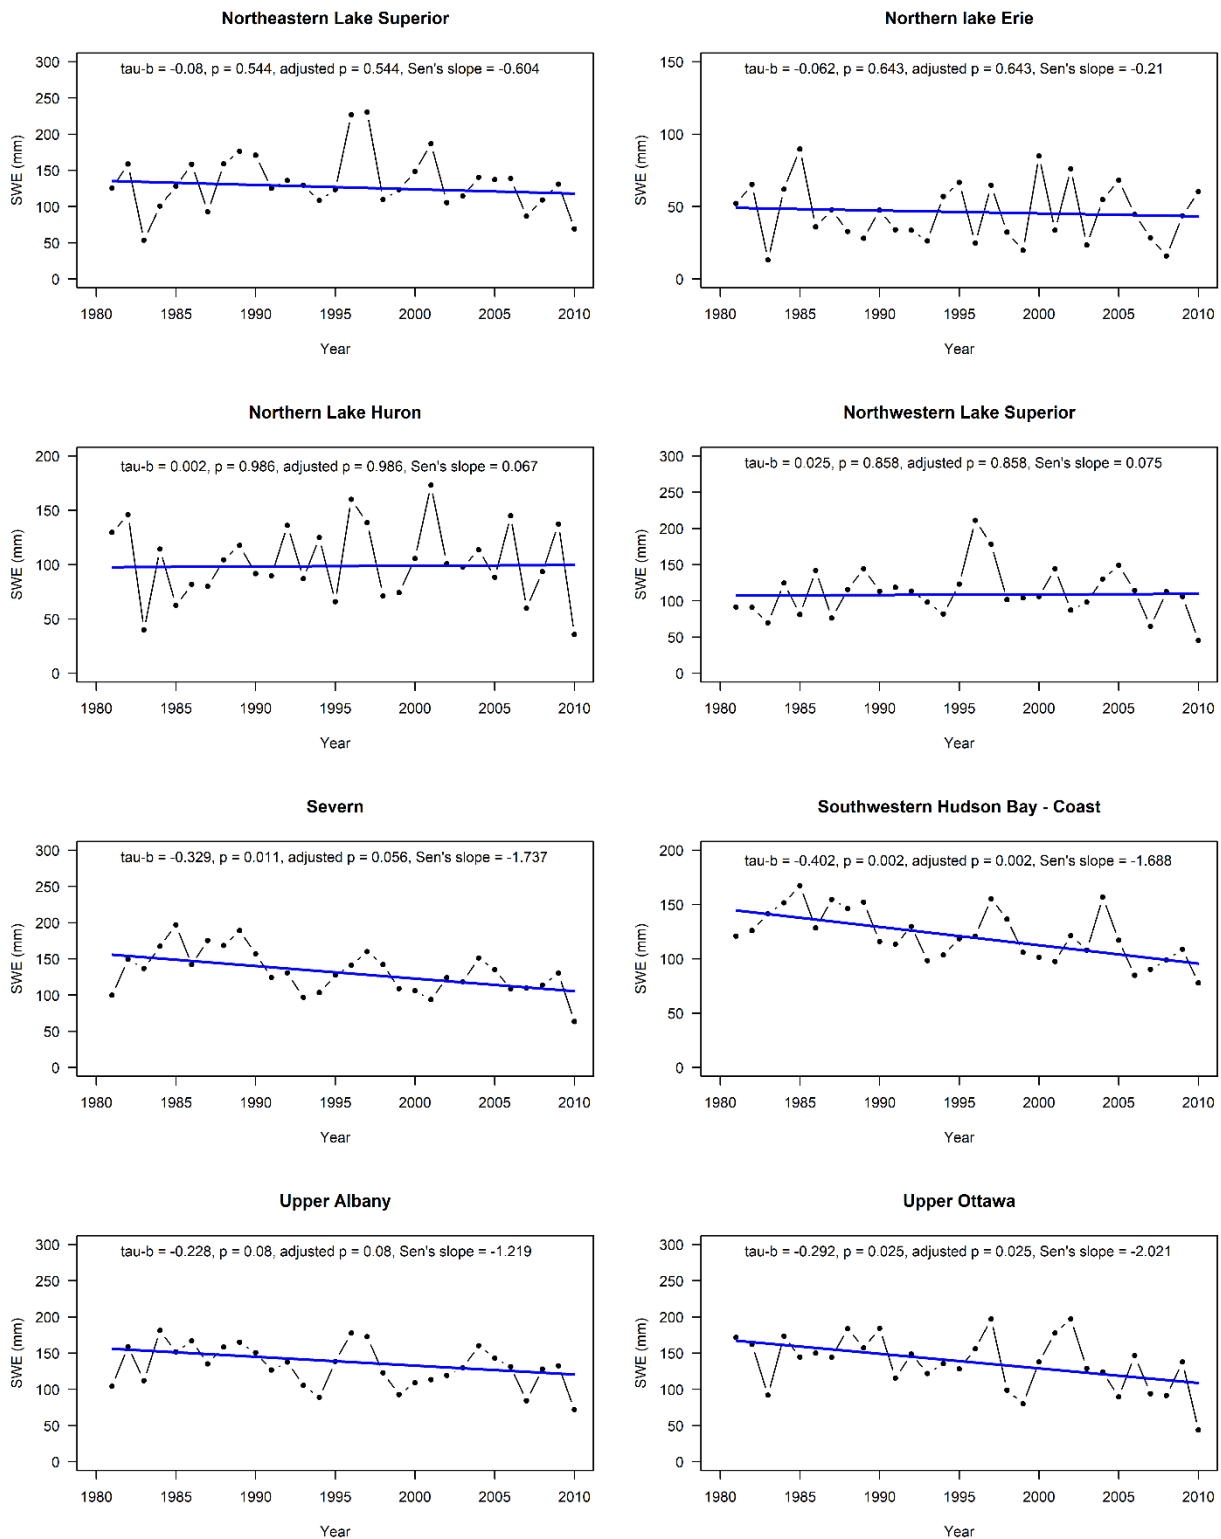 Northeastern Lake Superior
tau-b = -0.08, p = 0.544, adjusted p = 0.544, Sen's slope = -0.604
300
250
200
150
100
50
0
SWE (mm)
1980 1985 1990 1995 2000 2005 2010
Year
Northern lake Erie
tau-b = -0.062, p = 0.643, adjusted p = 0.643, Sen's slope = -0.21
150
100
50
0
SWE (mm)
1980 1985 1990 1995 2000 2005 2010
Year
Northern Lake Huron
tau-b = 0.002, p = 0.986, adjusted p = 0.986, Sen's slope = 0.067
200
150
100
50
0
SWE (mm)
1980 1985 1990 1995 2000 2005 2010
Year
Northwestern Lake Superior
tau-b = 0.025, p = 0.858, adjusted p = 0.858, Sen's slope = 0.075
300
250
200
150
100
50
0
SWE (mm)
1980 1985 1990 1995 2000 2005 2010
Year
Severn
tau-b = -0.329, p = 0.011, adjusted p = 0.056, Sen's slope = -1.737
300
250
200
150
100
50
0
SWE (mm)
1980 1985 1990 1995 2000 2005 2010
Year
Southwestern Hudson Bay - Coast
tau-b = -0.402, p = 0.002, adjusted p = 0.002, Sen's slope = -1.688
200
150
100
50
0
SWE (mm)
1980 1985 1990 1995 2000 2005 2010
Year
Upper Albany
tau-b = -0.228, p = 0.08, adjusted p = 0.08, Sen's slope = -1.219
300
250
200
150
100
50
0
SWE (mm)
1980 1985 1990 1995 2000 2005 2010
Year
Upper Ottawa
tau-b = -0.292, p = 0.025, adjusted p = 0.025, Sen's slope = -2.021
300
250
200
150
100
50
0
SWE (mm)
1980 1985 1990 1995 2000 2005 2010
Year